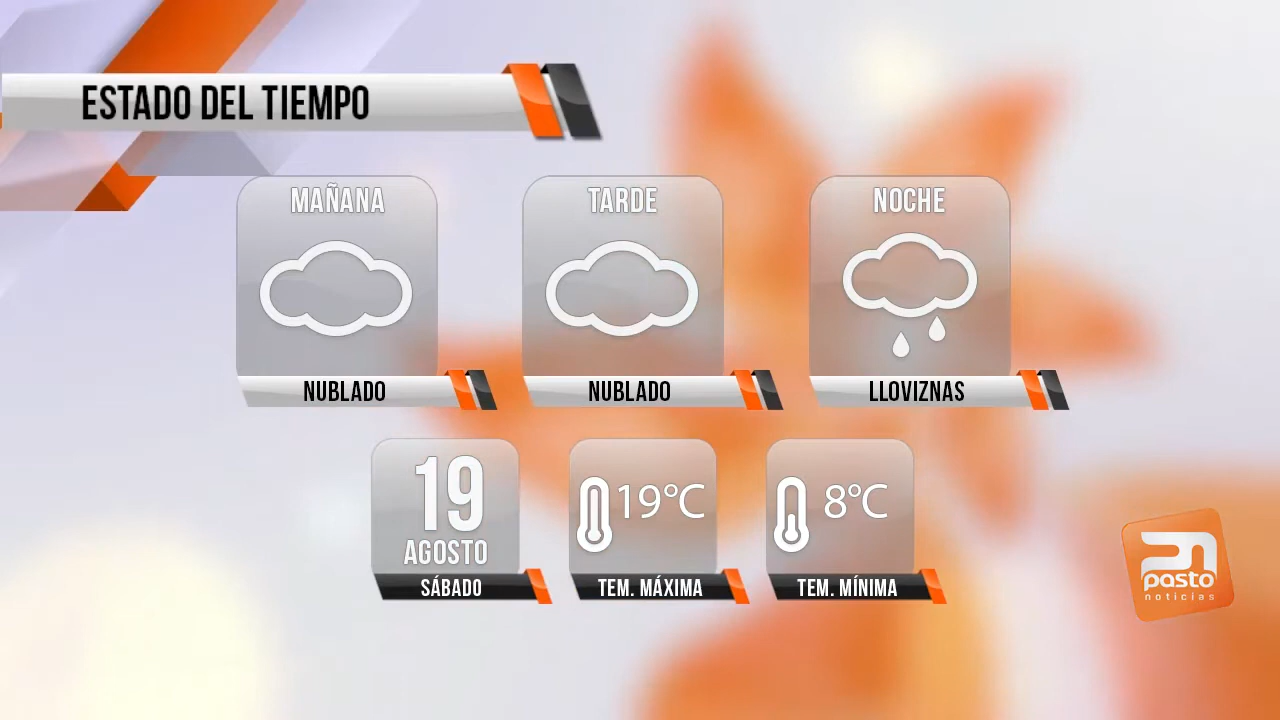 ESTADO DEL TIEMPO
MAÑANA
TARDE
NOCHE
NUBLADO
NUBLADO
LLOVIZNAS
19
AGOSTO
SÁBADO
19°C
TEM. MÁXIMA
8°C
TEM. MÍNIMA
pasto
noticias